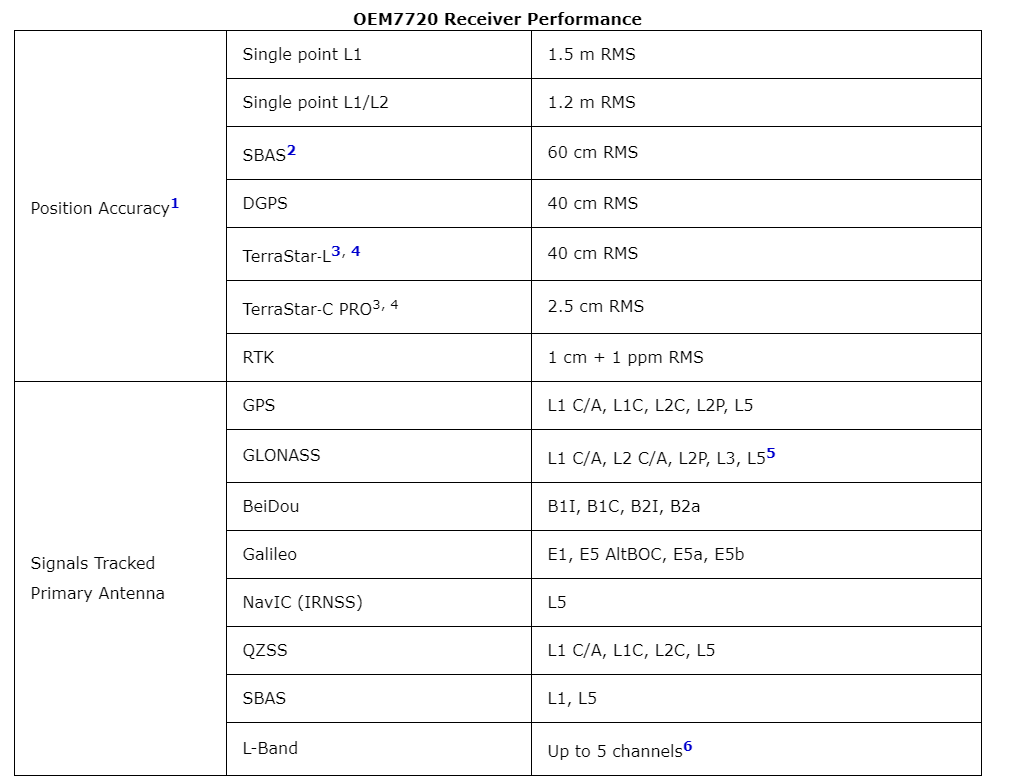 OEM7720 Receiver Performance
Position Accuracy1
Single point L1
1.5 m RMS
Single point L1/L2
1.2 m RMS
SBAS2
60 cm RMS
DGPS
40 cm RMS
TerraStar-L3, 4
40 cm RMS
TerraStar-C PRO3, 4
2.5 cm RMS
RTK
1 cm + 1 ppm RMS
Signals Tracked
Primary Antenna
GPS
L1 C/A, L1C, L2C, L2P, L5
GLONASS
L1 C/A, L2 C/A, L2P, L3, L55
BeiDou
B1I, B1C, B2I, B2a
Galileo
E1, E5 AltBOC, E5a, E5b
NavIC (IRNSS)
L5
QZSS
L1 C/A, L1C, L2C, L5
SBAS
L1, L5
L-Band
Up to 5 channels6